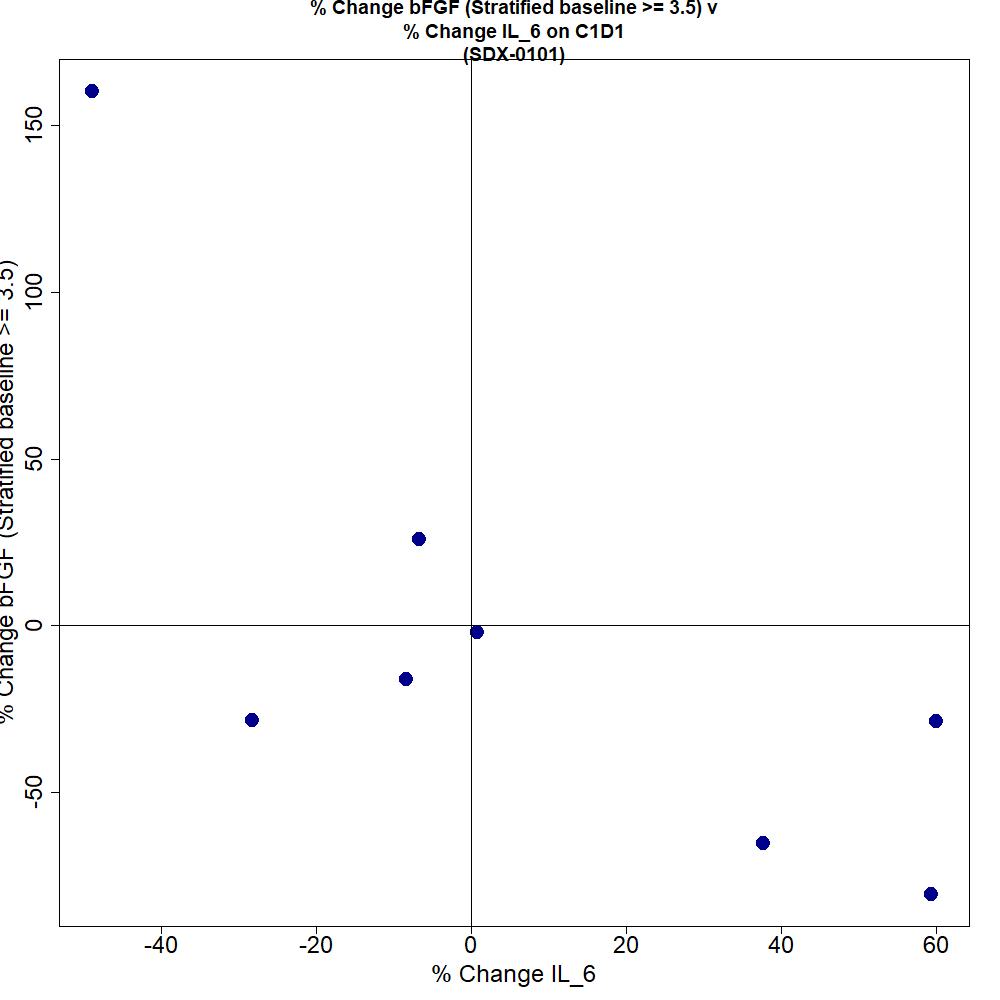 % Change bFGF (Stratified baseline >= 3.5) v
% Change IL_6 on C1D1
(SDX-0101)
% Change bFGF (Stratified baseline >= 3.5)
150
100
50
0
-50
-40
-20
0
20
40
60
% Change IL_6